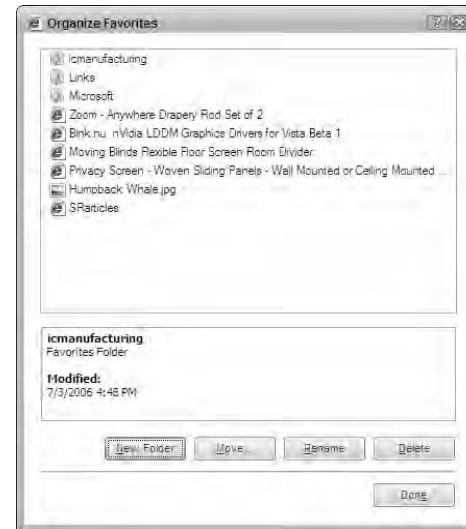 Organize Favorites
icmanufacturing
Links
Microsoft
Zoom - Anywhere Drapery Rod Set of 2
Bink.nu nVidia LDDM Graphics Drivers for Vista Beta 1
Moving Blinds Flexible Floor Screen Room Divider
Privacy Screen - Woven Sliding Panels - Wall Mounted or Ceiling Mounted ...
Humpback Whale.jpg
SRarticles
icmanufacturing
Favorites Folder
Modified:
7/3/2006 4:48 PM
New Folder Move... Rename Delete
Done